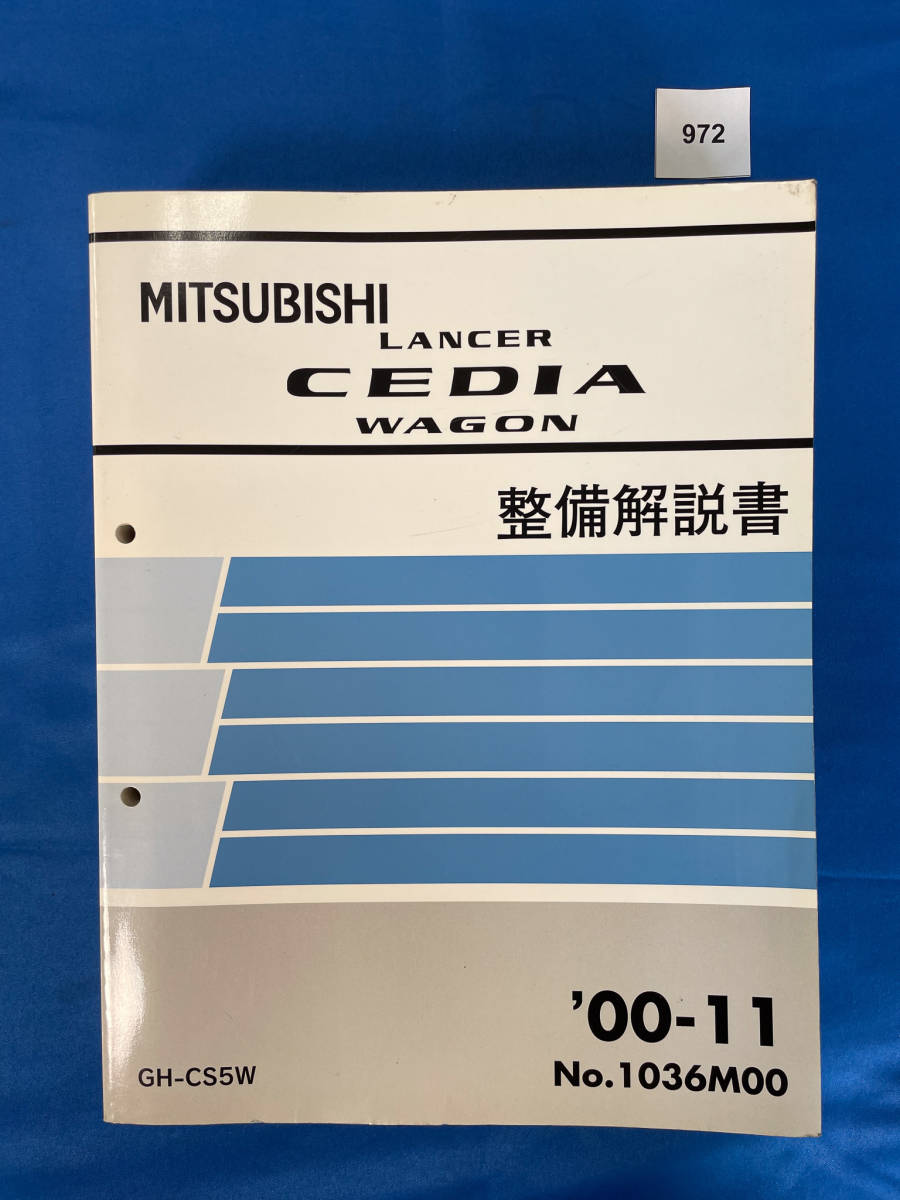 972
MITSUBISHI
LANCER
CEDIA
WAGON
整備解説書
'00-11
GH-CS5W
No.1036M00